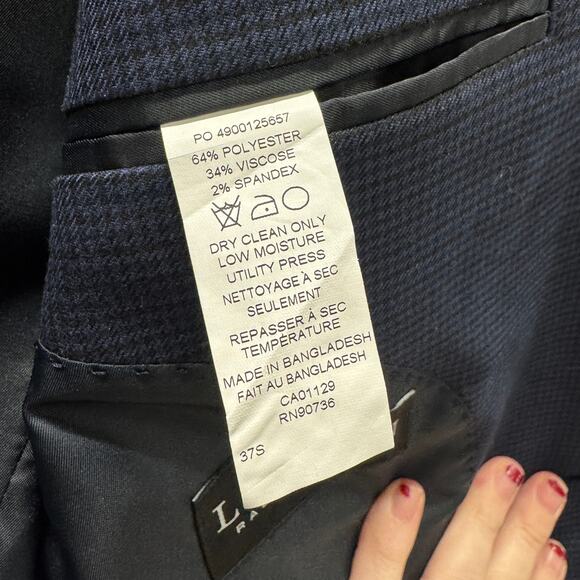 PO 4900125657
64% POLYESTER
34% VISCOSE
2% SPANDEX
DRY CLEAN ONLY
LOW MOISTURE
UTILITY PRESS
NETTOYAGE À SEC
SEULEMENT
REPASSER À SEC
TEMPÉRATURE
MADE IN BANGLADESH
FAIT AU BANGLADESH
CA01129
RN90736
37S